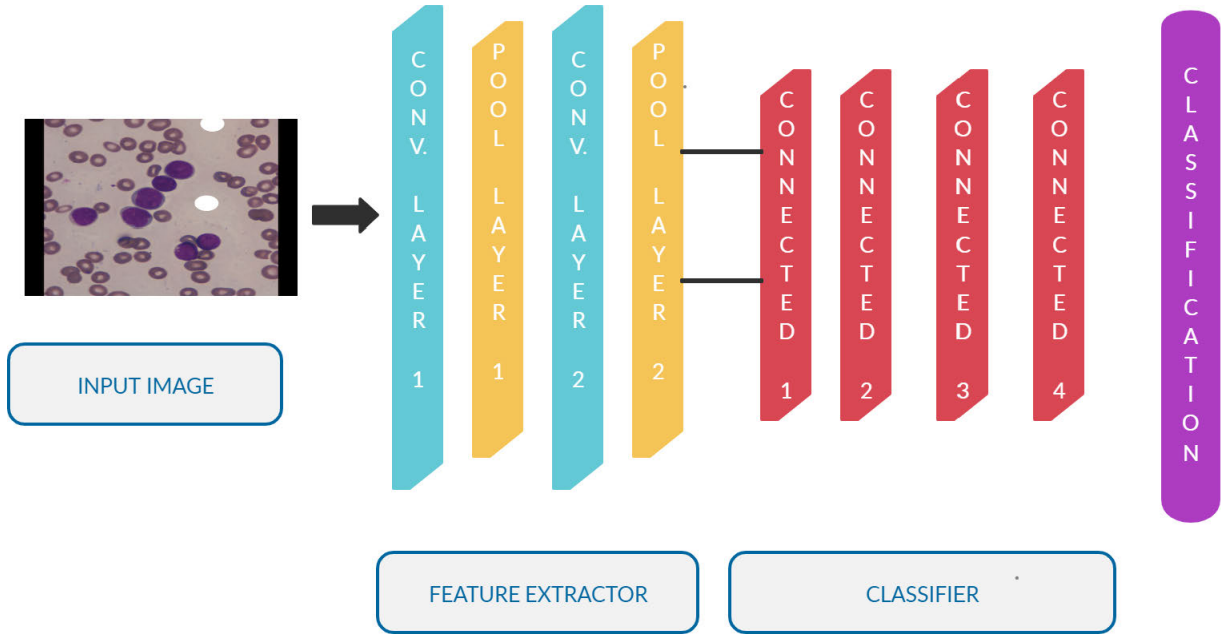 CONV. LAYER 1
POOL LAYER 1
CONV. LAYER 2
POOL LAYER 2
CONNECTED 1
CONNECTED 2
CONNECTED 3
CONNECTED 4
CLASSIFICATION
INPUT IMAGE
FEATURE EXTRACTOR
CLASSIFIER